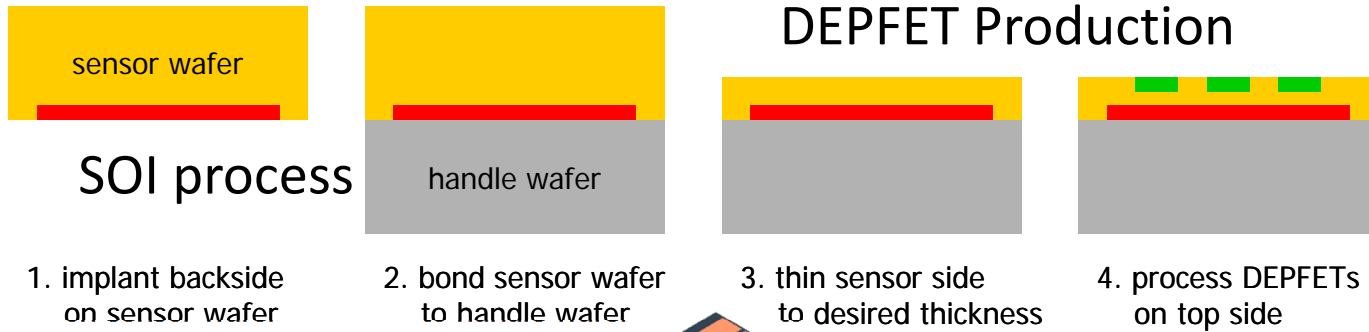 DEPFET Production
sensor wafer
SOI process
handle wafer
1. implant backside
on sensor wafer
2. bond sensor wafer
to handle wafer
3. thin sensor side
to desired thickness
4. process DEPFETs
on top side